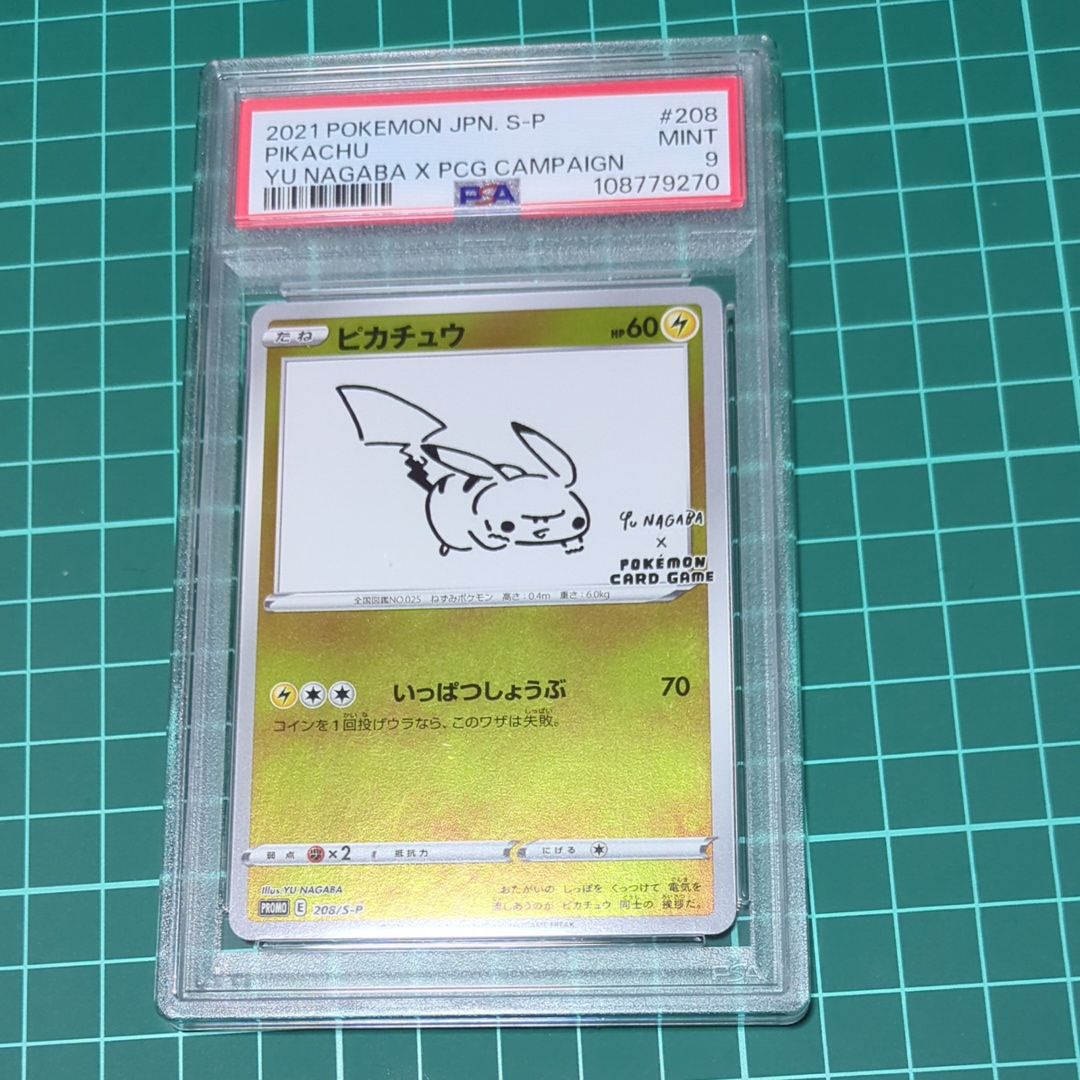 2021 POKEMON JPN. S-P #208
PIKACHU MINT
YU NAGABA X PCG CAMPAIGN 9
PSA 108779270
たね ピカチュウ HP60
YU NAGABA
×
POKÉMON
CARD GAME
全国図鑑NO.025 ねずみポケモン 高さ:0.4m 重さ:6.0kg
いっぱつしょうぶ 70
コインを1回投げウラなら、このワザは失敗。
弱点 ×2 抵抗力 にげる
Illus.YU NAGABA
おたがいの しっぽを くっつけて 電気を
流しあうのが ピカチュウ 同士の 挨拶だ。
PROMO E 208/S-P
GAME FREAK
PSA